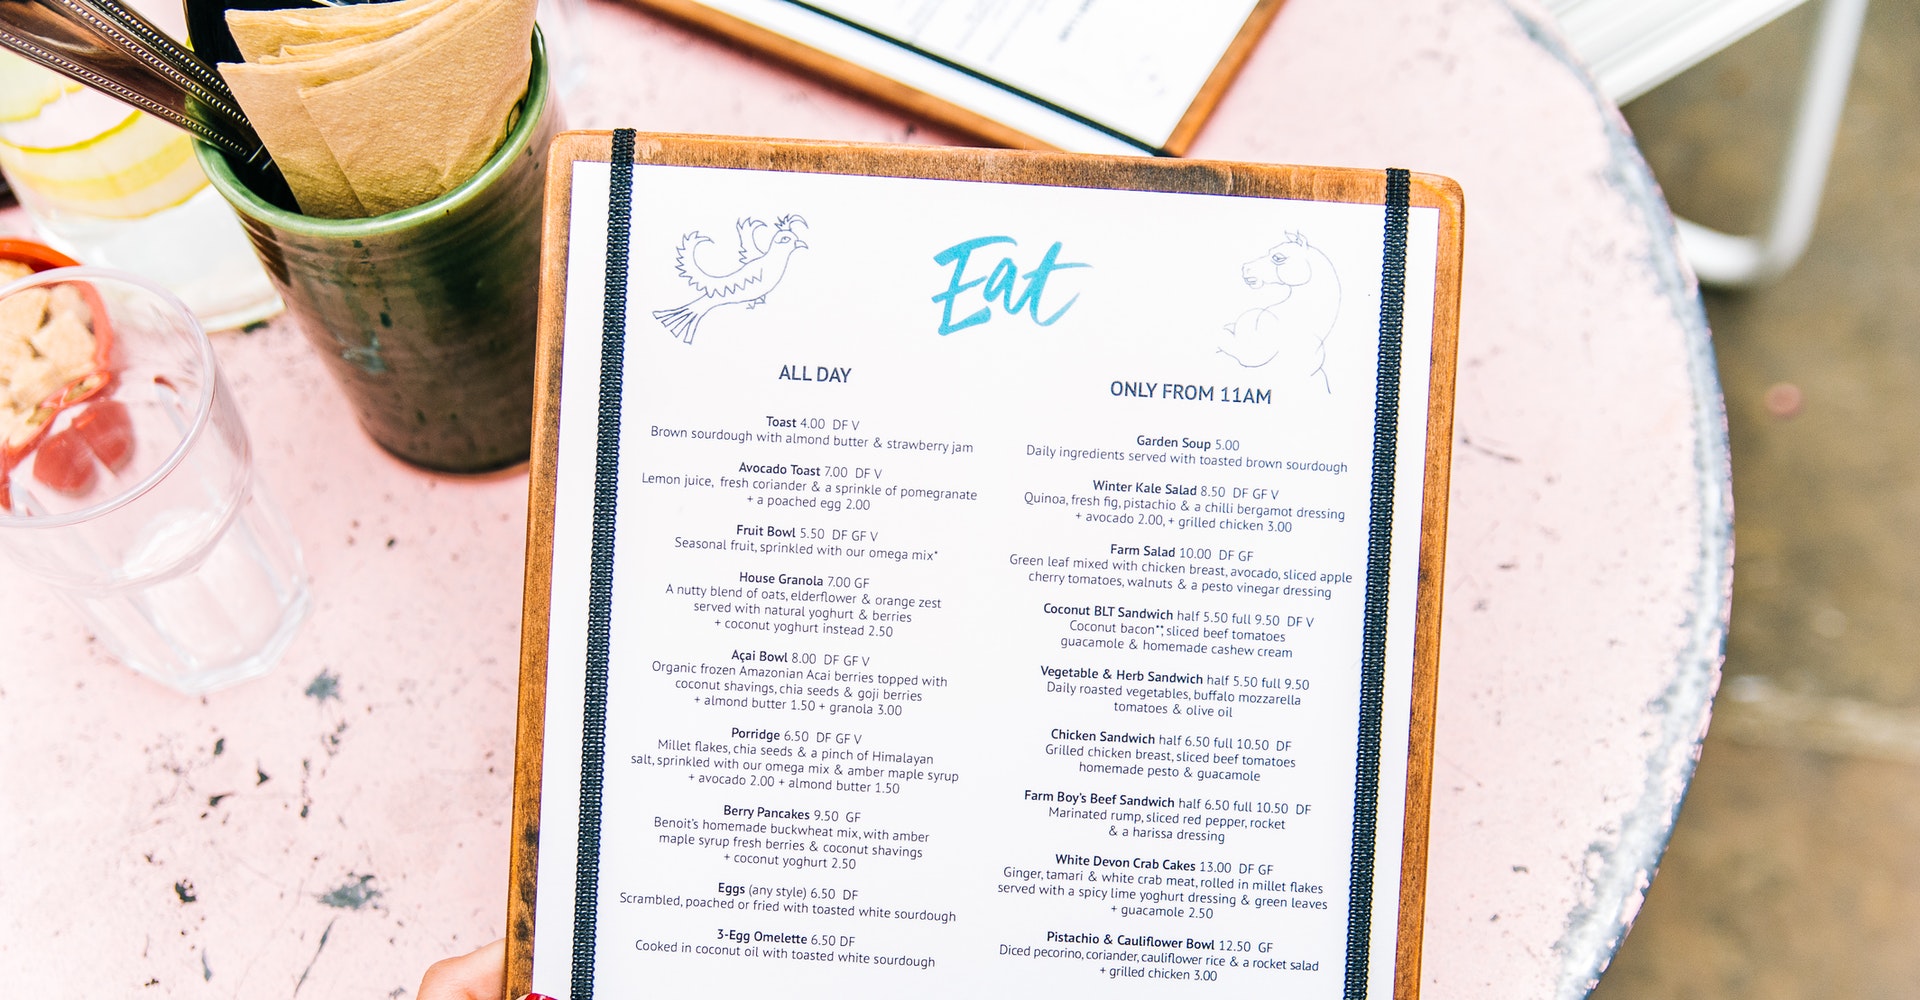 Eat
ALL DAY
Toast 4.00 DF V
Brown sourdough with almond butter & strawberry jam
Avocado Toast 7.00 DF V
Lemon juice, fresh coriander & a sprinkle of pomegranate
+ a poached egg 2.00
Fruit Bowl 5.50 DF GF V
Seasonal fruit, sprinkled with our omega mix*
House Granola 7.00 GF
A nutty blend of oats, elderflower & orange zest
served with natural yoghurt & berries
+ coconut yoghurt instead 2.50
Açai Bowl 8.00 DF GF V
Organic frozen Amazonian Acai berries topped with
coconut shavings, chia seeds & goji berries
+ almond butter 1.50 + granola 3.00
Porridge 6.50 DF GF V
Millet flakes, chia seeds & a pinch of Himalayan
salt, sprinkled with our omega mix & amber maple syrup
+ avocado 2.00 + almond butter 1.50
Berry Pancakes 9.50 GF
Benoit's homemade buckwheat mix, with amber
maple syrup fresh berries & coconut shavings
+ coconut yoghurt 2.50
Eggs (any style) 6.50 DF
Scrambled, poached or fried with toasted white sourdough
3-Egg Omelette 6.50 DF
Cooked in coconut oil with toasted white sourdough
ONLY FROM 11AM
Garden Soup 5.00
Daily ingredients served with toasted brown sourdough
Winter Kale Salad 8.50 DF GF V
Quinoa, fresh fig, pistachio & a chilli bergamot dressing
+ avocado 2.00, + grilled chicken 3.00
Farm Salad 10.00 DF GF
Green leaf mixed with chicken breast, avocado, sliced apple
cherry tomatoes, walnuts & a pesto vinegar dressing
Coconut BLT Sandwich half 5.50 full 9.50 DF V
Coconut bacon**, sliced beef tomatoes
guacamole & homemade cashew cream
Vegetable & Herb Sandwich half 5.50 full 9.50
Daily roasted vegetables, buffalo mozzarella
tomatoes & olive oil
Chicken Sandwich half 6.50 full 10.50 DF
Grilled chicken breast, sliced beef tomatoes
homemade pesto & guacamole
Farm Boy's Beef Sandwich half 6.50 full 10.50 DF
Marinated rump, sliced red pepper, rocket
& a harissa dressing
White Devon Crab Cakes 13.00 DF GF
Ginger, tamari & white crab meat, rolled in millet flakes
served with a spicy lime yoghurt dressing & green leaves
+ guacamole 2.50
Pistachio & Cauliflower Bowl 12.50 GF
Diced pecorino, coriander, cauliflower rice & a rocket salad
+ grilled chicken 3.00